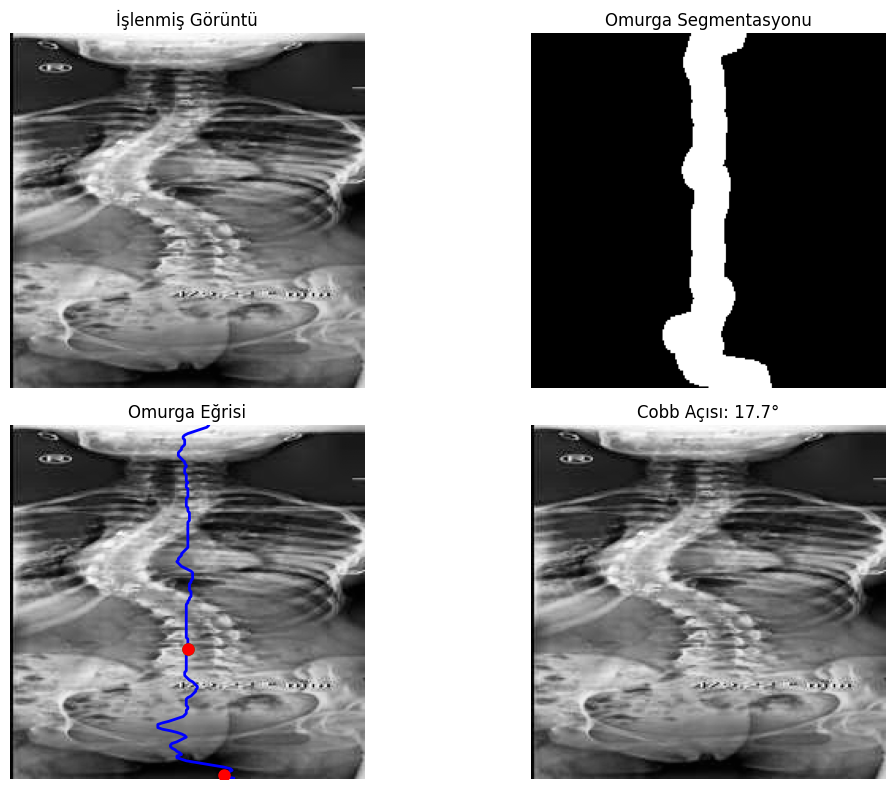 İşlenmiş Görüntü
Omurga Segmentasyonu
R
Omurga Eğrisi
Cobb Açısı: 17.7°
R
R